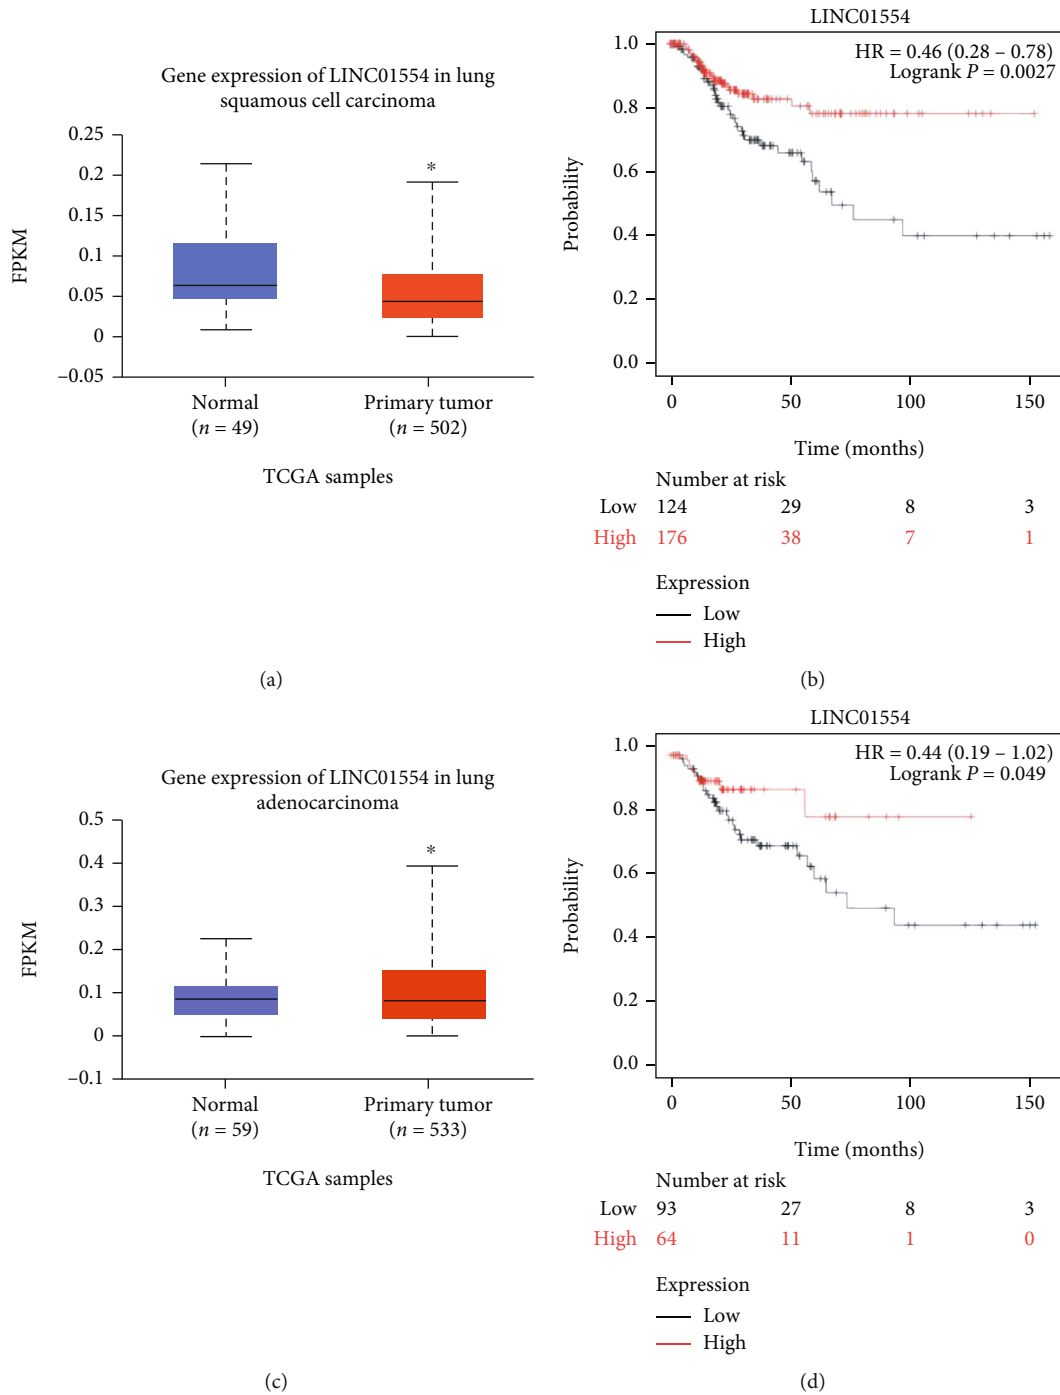 Gene expression of LINC01554 in lung
squamous cell carcinoma
0.25
0.2
0.15
0.1
0.05
0
–0.05
FPKM
*
Normal
(n = 49)
Primary tumor
(n = 502)
TCGA samples
(a)
LINC01554
HR = 0.46 (0.28 – 0.78)
Logrank P = 0.0027
1.0
0.8
0.6
0.4
0.2
0.0
Probability
0 50 100 150
Time (months)
Number at risk
Low 124 29 8 3
High 176 38 7 1
Expression
Low
High
(b)
Gene expression of LINC01554 in lung
adenocarcinoma
0.5
0.4
0.3
0.2
0.1
0
–0.1
FPKM
*
Normal
(n = 59)
Primary tumor
(n = 533)
TCGA samples
(c)
LINC01554
HR = 0.44 (0.19 – 1.02)
Logrank P = 0.049
1.0
0.8
0.6
0.4
0.2
0.0
Probability
0 50 100 150
Time (months)
Number at risk
Low 93 27 8 3
High 64 11 1 0
Expression
Low
High
(d)